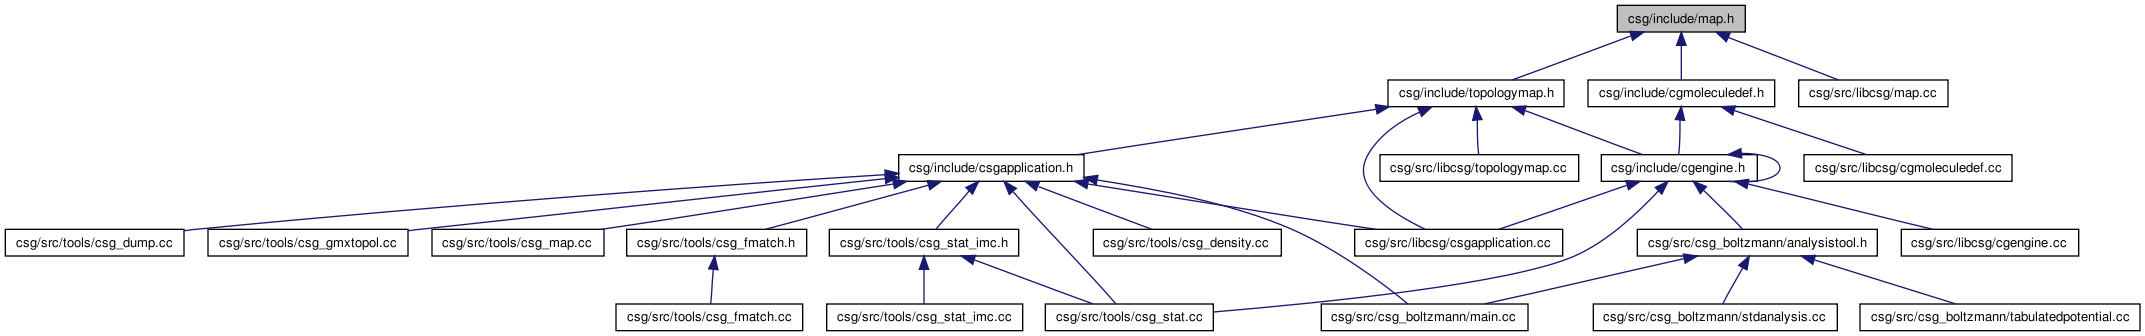 csg/include/map.h
csg/include/topologymap.h
csg/include/cgmoleculedef.h
csg/src/libcsg/map.cc
csg/include/csgapplication.h
csg/src/libcsg/topologymap.cc
csg/include/cgengine.h
csg/src/libcsg/cgmoleculedef.cc
csg/src/tools/csg_dump.cc
csg/src/tools/csg_gmxtopol.cc
csg/src/tools/csg_map.cc
csg/src/tools/csg_fmatch.h
csg/src/tools/csg_stat_imc.h
csg/src/tools/csg_density.cc
csg/src/libcsg/csgapplication.cc
csg/src/csg_boltzmann/analysistool.h
csg/src/libcsg/cgengine.cc
csg/src/tools/csg_fmatch.cc
csg/src/tools/csg_stat_imc.cc
csg/src/tools/csg_stat.cc
csg/src/csg_boltzmann/main.cc
csg/src/csg_boltzmann/stdanalysis.cc
csg/src/csg_boltzmann/tabulatedpotential.cc